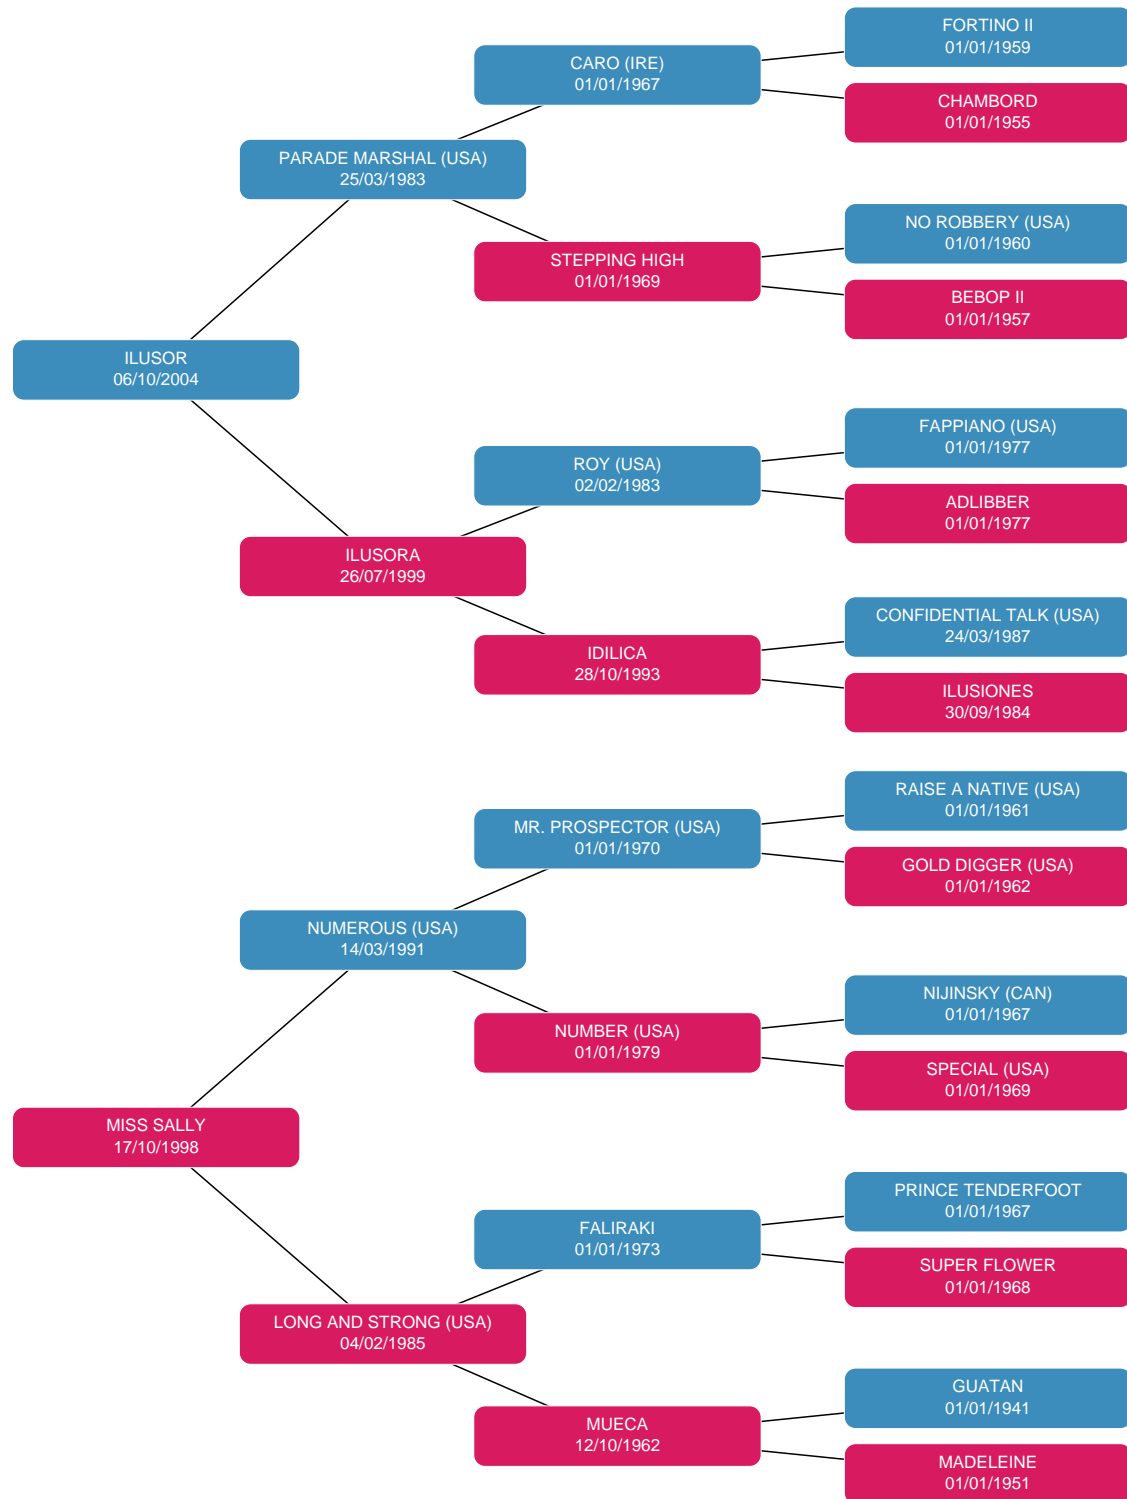 FORTINO II
01/01/1959
CARO (IRE)
01/01/1967
CHAMBORD
01/01/1955
PARADE MARSHAL (USA)
25/03/1983
NO ROBBERY (USA)
01/01/1960
STEPPING HIGH
01/01/1969
BEBOP II
01/01/1957
ILUSOR
06/10/2004
FAPPIANO (USA)
01/01/1977
ROY (USA)
02/02/1983
ADLIBBER
01/01/1977
ILUSORA
26/07/1999
CONFIDENTIAL TALK (USA)
24/03/1987
IDILICA
28/10/1993
ILUSIONES
30/09/1984
RAISE A NATIVE (USA)
01/01/1961
MR. PROSPECTOR (USA)
01/01/1970
GOLD DIGGER (USA)
01/01/1962
NUMEROUS (USA)
14/03/1991
NIJINSKY (CAN)
01/01/1967
NUMBER (USA)
01/01/1979
SPECIAL (USA)
01/01/1969
MISS SALLY
17/10/1998
PRINCE TENDERFOOT
01/01/1967
FALIRAKI
01/01/1973
SUPER FLOWER
01/01/1968
LONG AND STRONG (USA)
04/02/1985
GUATAN
01/01/1941
MUECA
12/10/1962
MADELEINE
01/01/1951